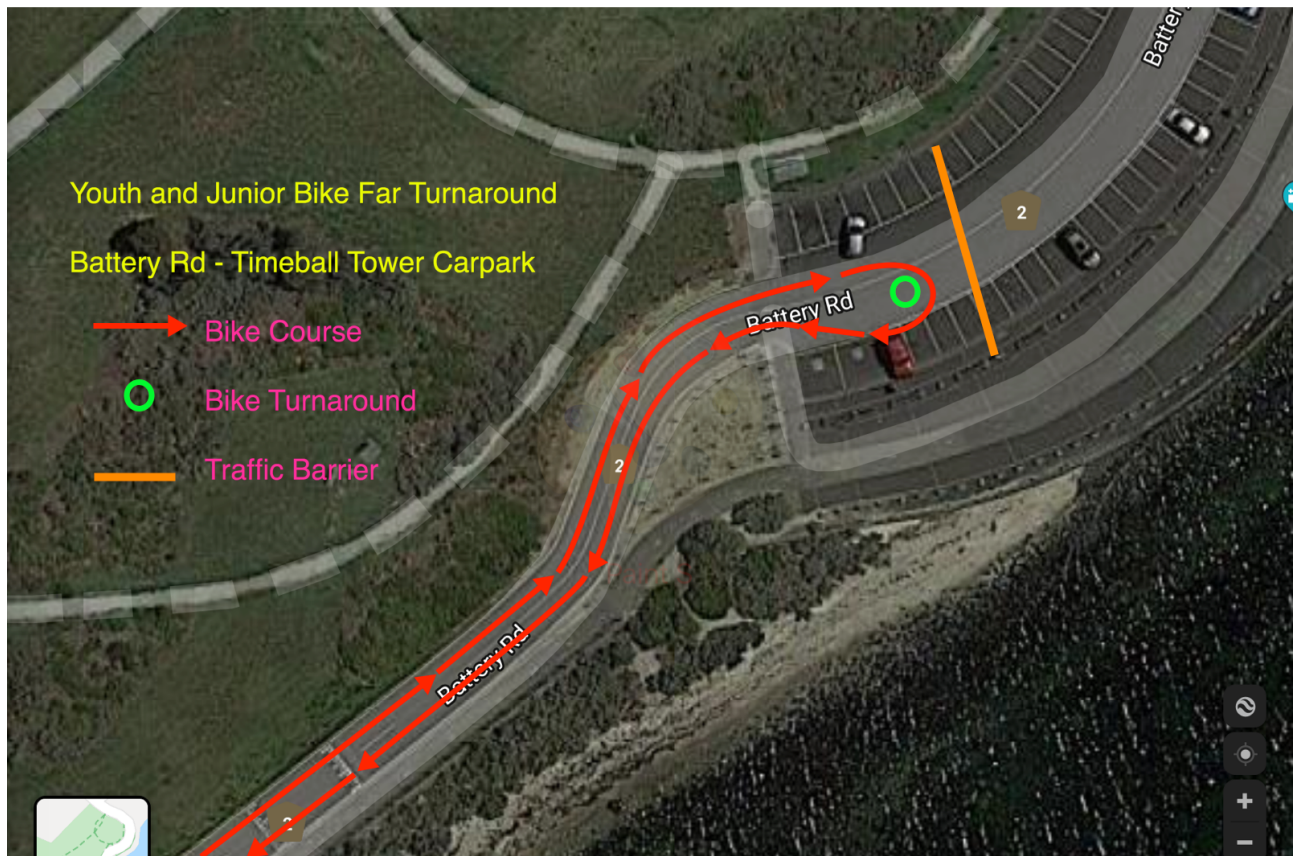 Battery
Youth and Junior Bike Far Turnaround
2
Battery Rd - Timeball Tower Carpark
Battery Rd
Bike Course
Bike Turnaround
2
Traffic Barrier
Battery Rd
2